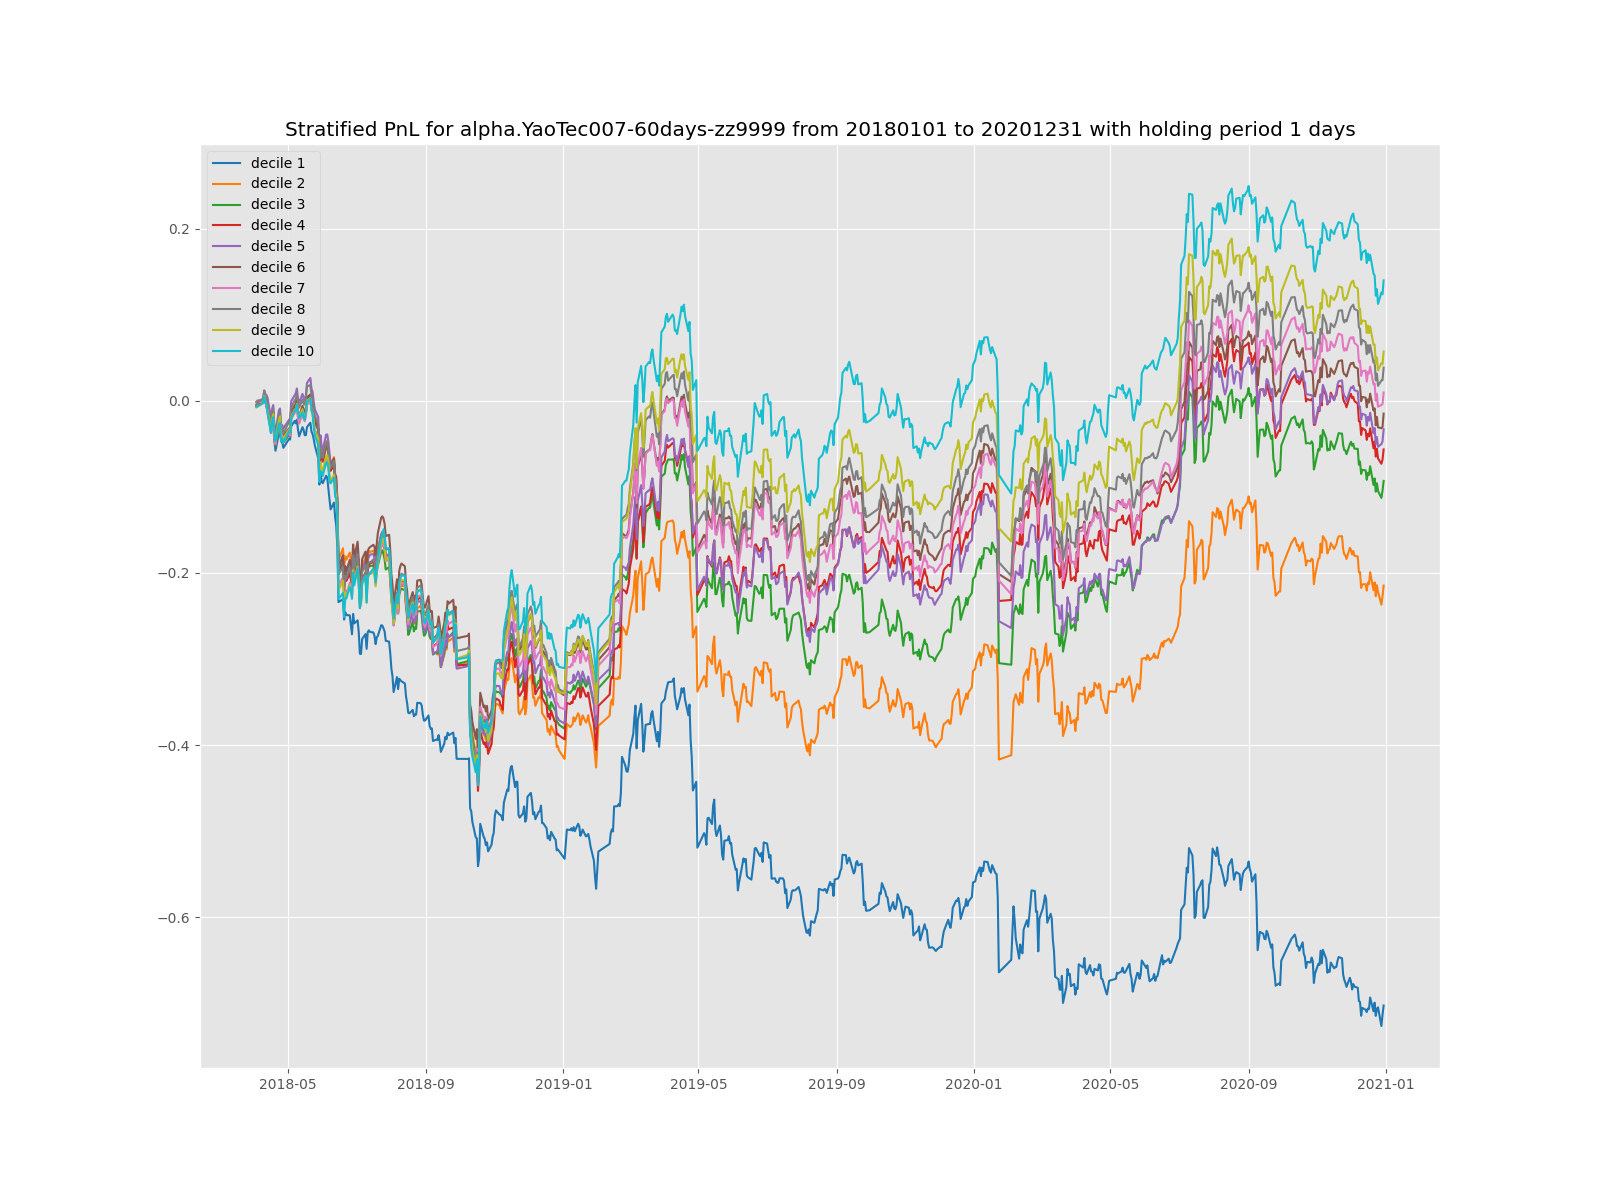 Stratified PnL for alpha.YaoTec007-60days-zz9999 from 20180101 to 20201231 with holding period 1 days
decile 1
decile 2
decile 3
decile 4
decile 5
decile 6
decile 7
decile 8
decile 9
decile 10
0.2
0.0
−0.2
−0.4
−0.6
2018-05 2018-09 2019-01 2019-05 2019-09 2020-01 2020-05 2020-09 2021-01